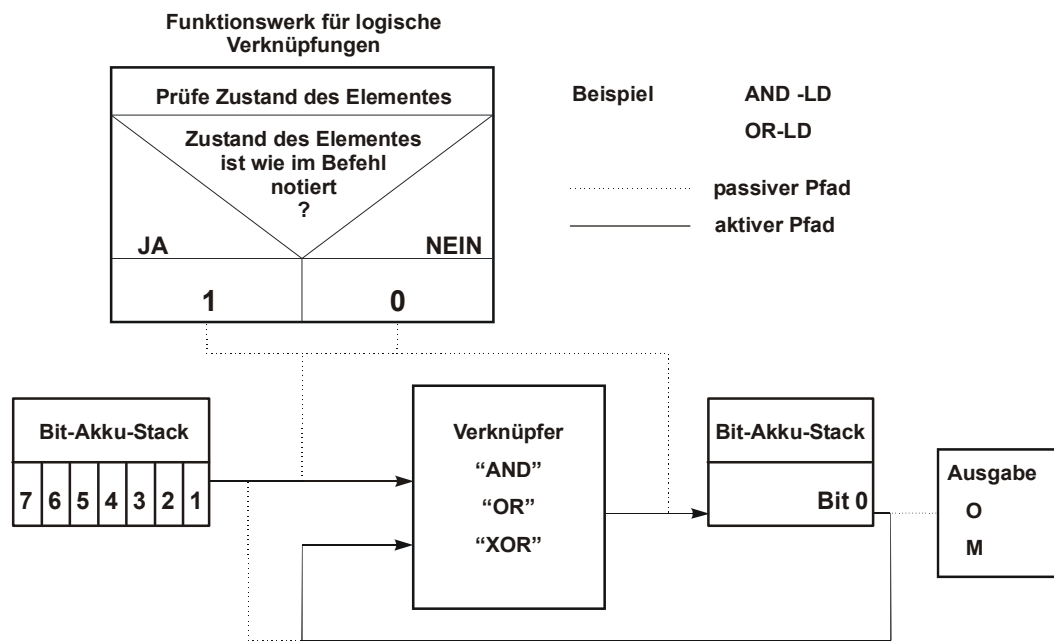 Funktionswerk für logische
Verknüpfungen
Prüfe Zustand des Elementes
Zustand des Elementes
ist wie im Befehl
notiert
?
JA
NEIN
1
0
Beispiel
AND -LD
OR-LD
passiver Pfad
aktiver Pfad
Bit-Akku-Stack
7 6 5 4 3 2 1
Verknüpfer
“AND”
“OR”
“XOR”
Bit-Akku-Stack
Bit 0
Ausgabe
O
M